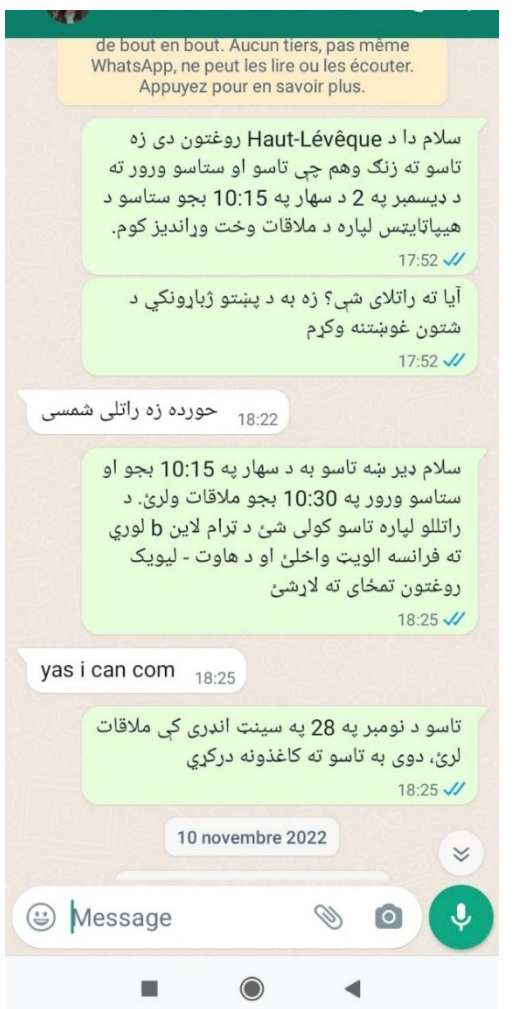 de bout en bout. Aucun tiers, pas même
WhatsApp, ne peut les lire ou les écouter.
Appuyez pour en savoir plus.
سلام دا د Haut-Lévêque روغتون دی زه
تاسو ته زنګ وهم چې تاسو او ستاسو ورور ته
د ډیسمبر په 2 د سهار په 10:15 بجو ستاسو د
هیپاټایټس لپاره د ملاقات وخت وړاندیز کوم.
17:52
آیا ته راتلای شې؟ زه به د پښتو ژباړونکي د
شتون غوښتنه وکړم
17:52
حورده زه راتلی شمسی
18:22
سلام ډیر ښه تاسو به د سهار په 10:15 بجو او
ستاسو ورور په 10:30 بجو ملاقات ولرئ. د
راتللو لپاره تاسو کولی شئ د ټرام لاین b لوري
ته فرانسه الویټ واخلئ او د هاوت - لیویک
روغتون تمځای ته لاړشئ
18:25
yas i can com 18:25
تاسو د نومبر په 28 په سینټ انډری کې ملاقات
لرئ، دوی به تاسو ته کاغذونه درکړي
18:25
10 novembre 2022
Message